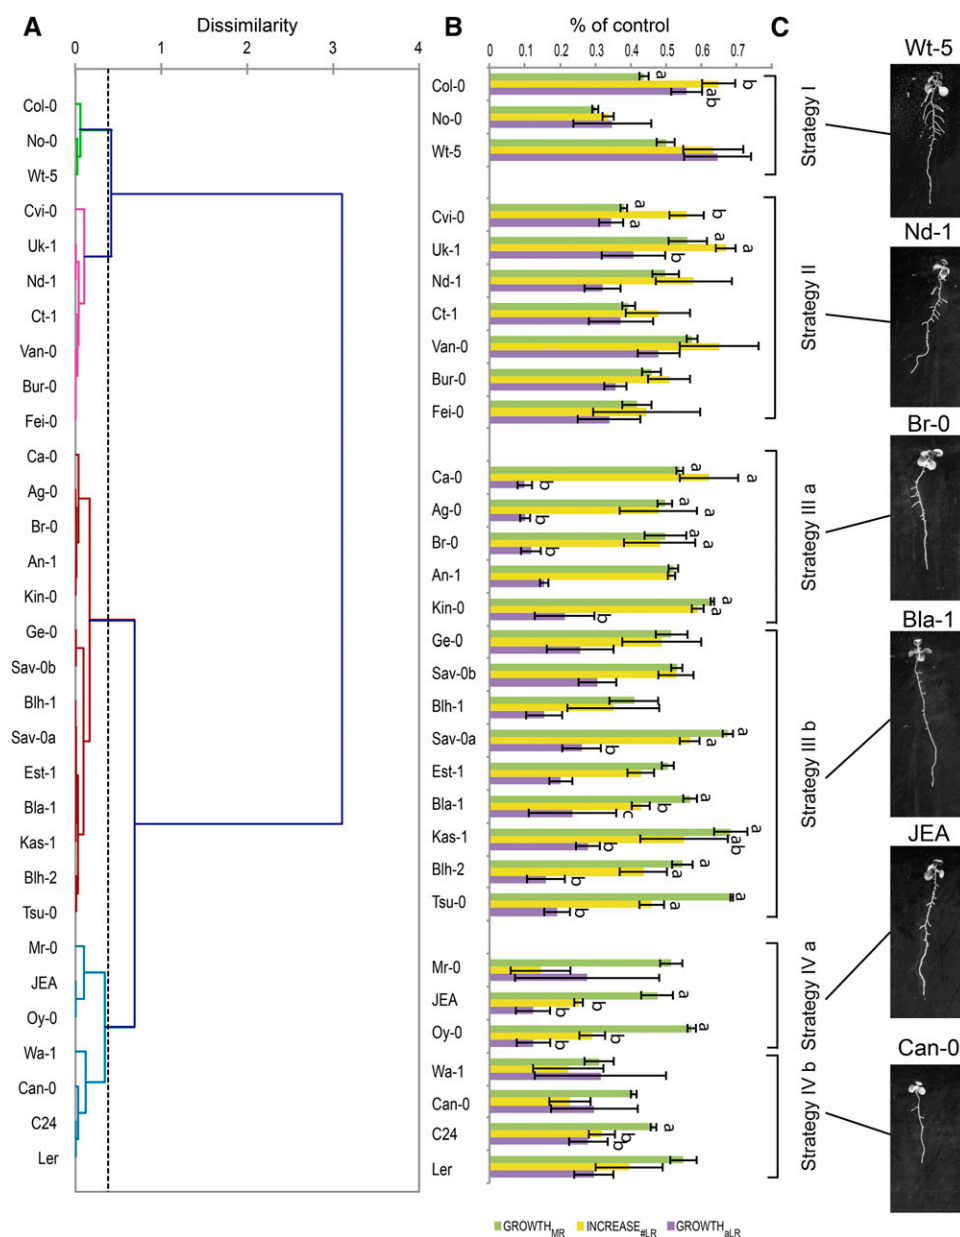 A
Dissimilarity
0 1 2 3 4
Col-0
No-0
Wt-5
Cvi-0
Uk-1
Nd-1
Ct-1
Van-0
Bur-0
Fei-0
Ca-0
Ag-0
Br-0
An-1
Kin-0
Ge-0
Sav-0b
Blh-1
Sav-0a
Est-1
Bla-1
Kas-1
Blh-2
Tsu-0
Mr-0
JEA
Oy-0
Wa-1
Can-0
C24
Ler
B
% of control
0 0.1 0.2 0.3 0.4 0.5 0.6 0.7
Col-0 a b ab
No-0
Wt-5
Cvi-0 a b a
Uk-1 a a b
Nd-1
Ct-1
Van-0
Bur-0
Fei-0
Ca-0 a a b
Ag-0 a a b
Br-0 a a b
An-1
Kin-0 a a b
Ge-0
Sav-0b
Blh-1
Sav-0a a a b
Est-1
Bla-1 a b c
Kas-1 a ab b
Blh-2 a a b
Tsu-0 a b
Mr-0
JEA a b b
Oy-0 a b b
Wa-1
Can-0
C24 a b b
Ler
GROWTH MR INCREASE #LR GROWTH aLR
Strategy I
Strategy II
Strategy III a
Strategy III b
Strategy IV a
Strategy IV b
C
Wt-5
Nd-1
Br-0
Bla-1
JEA
Can-0